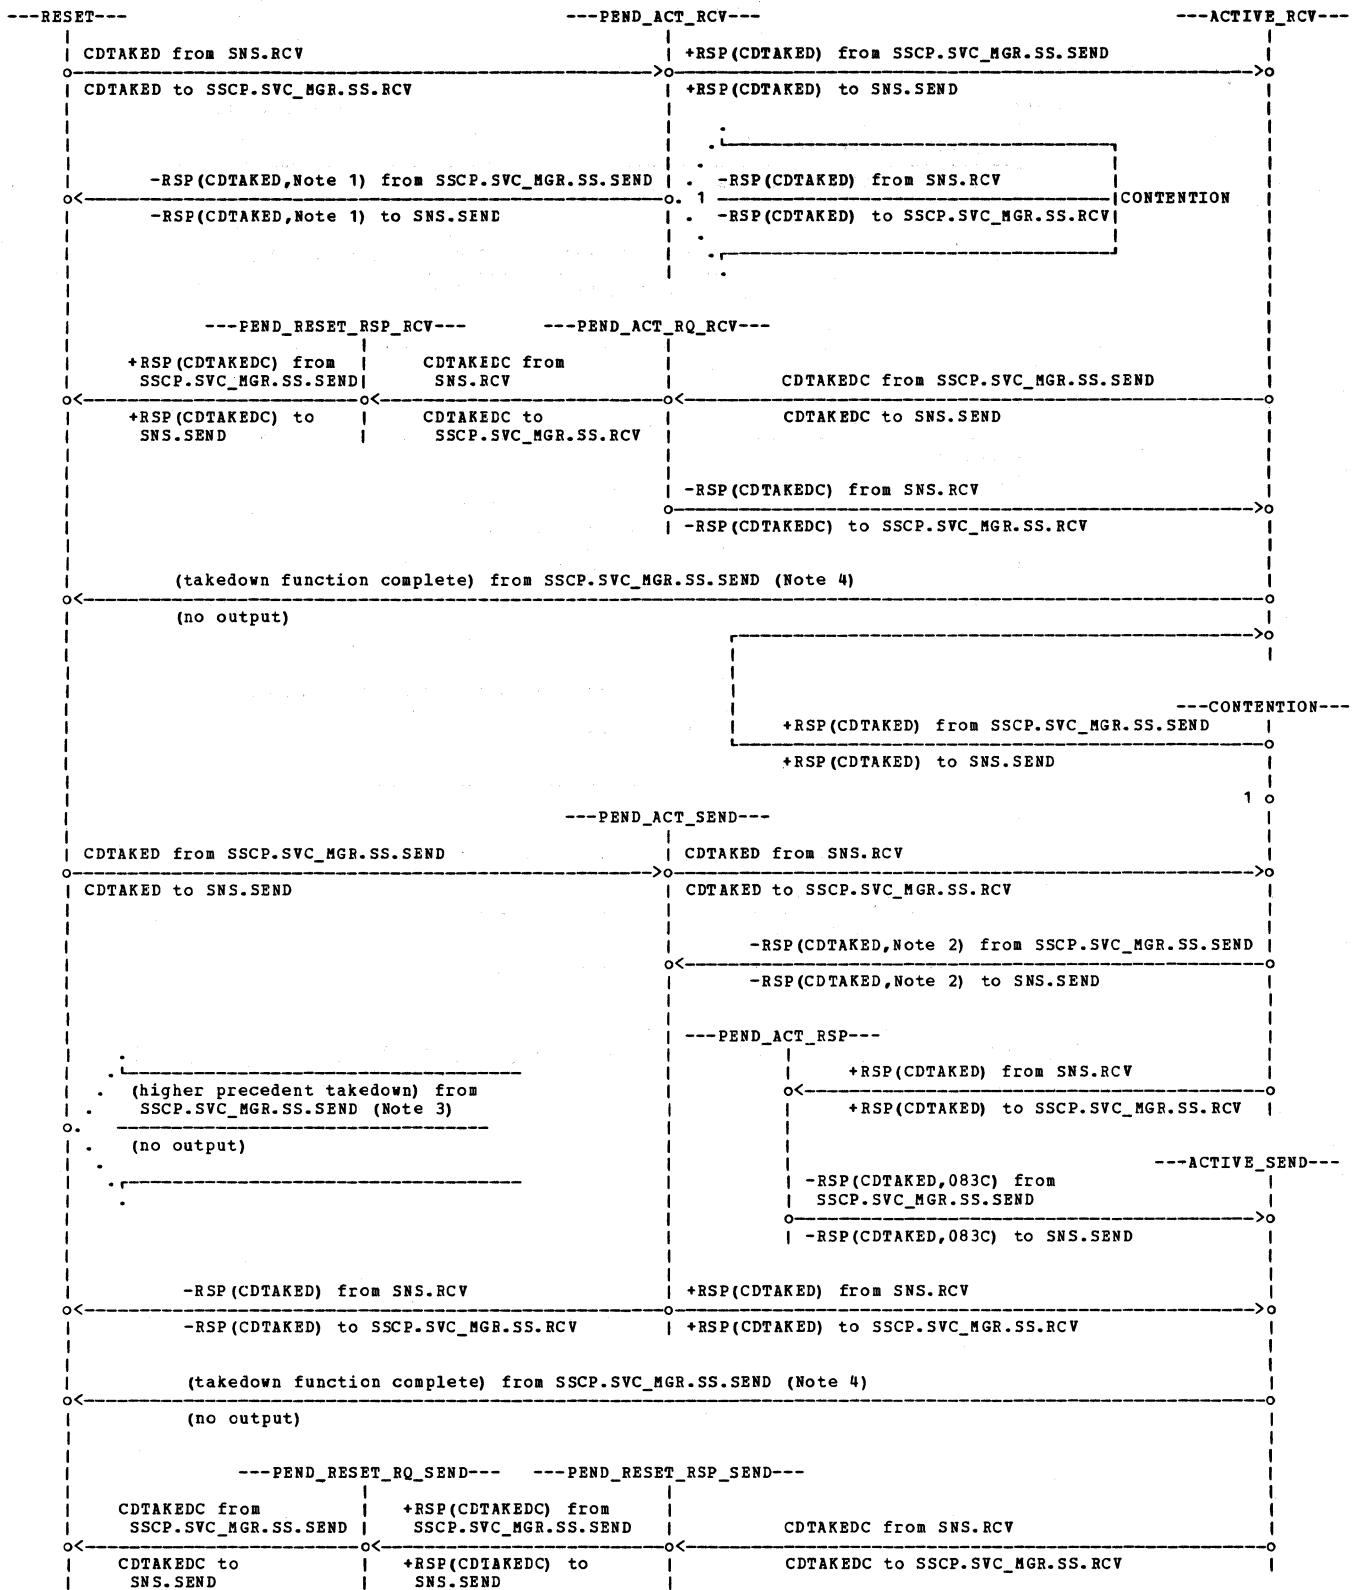 ---RESET---    ---PEND_ACT_RCV---    ---ACTIVE_RCV---
CDTAKED from SNS.RCV    +RSP(CDTAKED) from SSCP.SVC_MGR.SS.SEND
CDTAKED to SSCP.SVC_MGR.SS.RCV    +RSP(CDTAKED) to SNS.SEND
-RSP(CDTAKED,Note 1) from SSCP.SVC_MGR.SS.SEND    -RSP(CDTAKED) from SNS.RCV
1    CONTENTION
-RSP(CDTAKED,Note 1) to SNS.SEND    -RSP(CDTAKED) to SSCP.SVC_MGR.SS.RCV
---PEND_RESET_RSP_RCV---    ---PEND_ACT_RQ_RCV---
+RSP(CDTAKEDC) from    CDTAKEDC from
SSCP.SVC_MGR.SS.SEND    SNS.RCV    CDTAKEDC from SSCP.SVC_MGR.SS.SEND
+RSP(CDTAKEDC) to    CDTAKEDC to    CDTAKEDC to SNS.SEND
SNS.SEND    SSCP.SVC_MGR.SS.RCV
-RSP(CDTAKEDC) from SNS.RCV
-RSP(CDTAKEDC) to SSCP.SVC_MGR.SS.RCV
(takedown function complete) from SSCP.SVC_MGR.SS.SEND (Note 4)
(no output)
---CONTENTION---
+RSP(CDTAKED) from SSCP.SVC_MGR.SS.SEND
+RSP(CDTAKED) to SNS.SEND
1
---PEND_ACT_SEND---
CDTAKED from SSCP.SVC_MGR.SS.SEND    CDTAKED from SNS.RCV
CDTAKED to SNS.SEND    CDTAKED to SSCP.SVC_MGR.SS.RCV
-RSP(CDTAKED,Note 2) from SSCP.SVC_MGR.SS.SEND
-RSP(CDTAKED,Note 2) to SNS.SEND
---PEND_ACT_RSP---
+RSP(CDTAKED) from SNS.RCV
(higher precedent takedown) from
SSCP.SVC_MGR.SS.SEND (Note 3)    +RSP(CDTAKED) to SSCP.SVC_MGR.SS.RCV
(no output)
---ACTIVE_SEND---
-RSP(CDTAKED,083C) from
SSCP.SVC_MGR.SS.SEND
-RSP(CDTAKED,083C) to SNS.SEND
-RSP(CDTAKED) from SNS.RCV    +RSP(CDTAKED) from SNS.RCV
-RSP(CDTAKED) to SSCP.SVC_MGR.SS.RCV    +RSP(CDTAKED) to SSCP.SVC_MGR.SS.RCV
(takedown function complete) from SSCP.SVC_MGR.SS.SEND (Note 4)
(no output)
---PEND_RESET_RQ_SEND---    ---PEND_RESET_RSP_SEND---
CDTAKEDC from    +RSP(CDTAKEDC) from
SSCP.SVC_MGR.SS.SEND    SSCP.SVC_MGR.SS.SEND    CDTAKEDC from SNS.RCV
CDTAKEDC to    +RSP(CDTAKEDC) to    CDTAKEDC to SSCP.SVC_MGR.SS.RCV
SNS.SEND    SNS.SEND